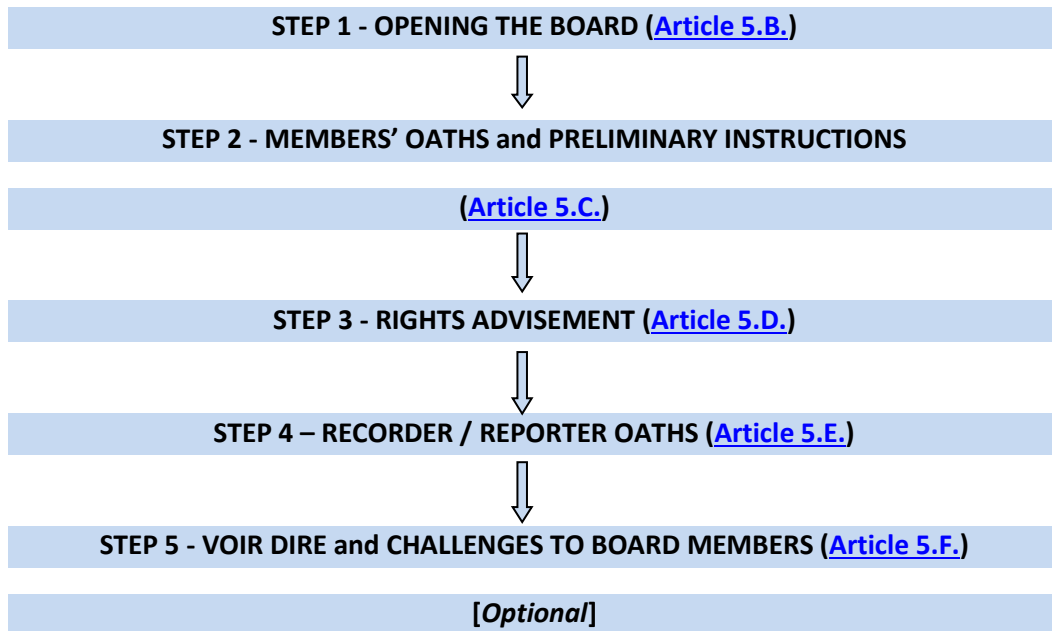 STEP 1 - OPENING THE BOARD (Article 5.B.)
STEP 2 - MEMBERS’ OATHS and PRELIMINARY INSTRUCTIONS
(Article 5.C.)
STEP 3 - RIGHTS ADVISEMENT (Article 5.D.)
STEP 4 – RECORDER / REPORTER OATHS (Article 5.E.)
STEP 5 - VOIR DIRE and CHALLENGES TO BOARD MEMBERS (Article 5.F.)
[Optional]